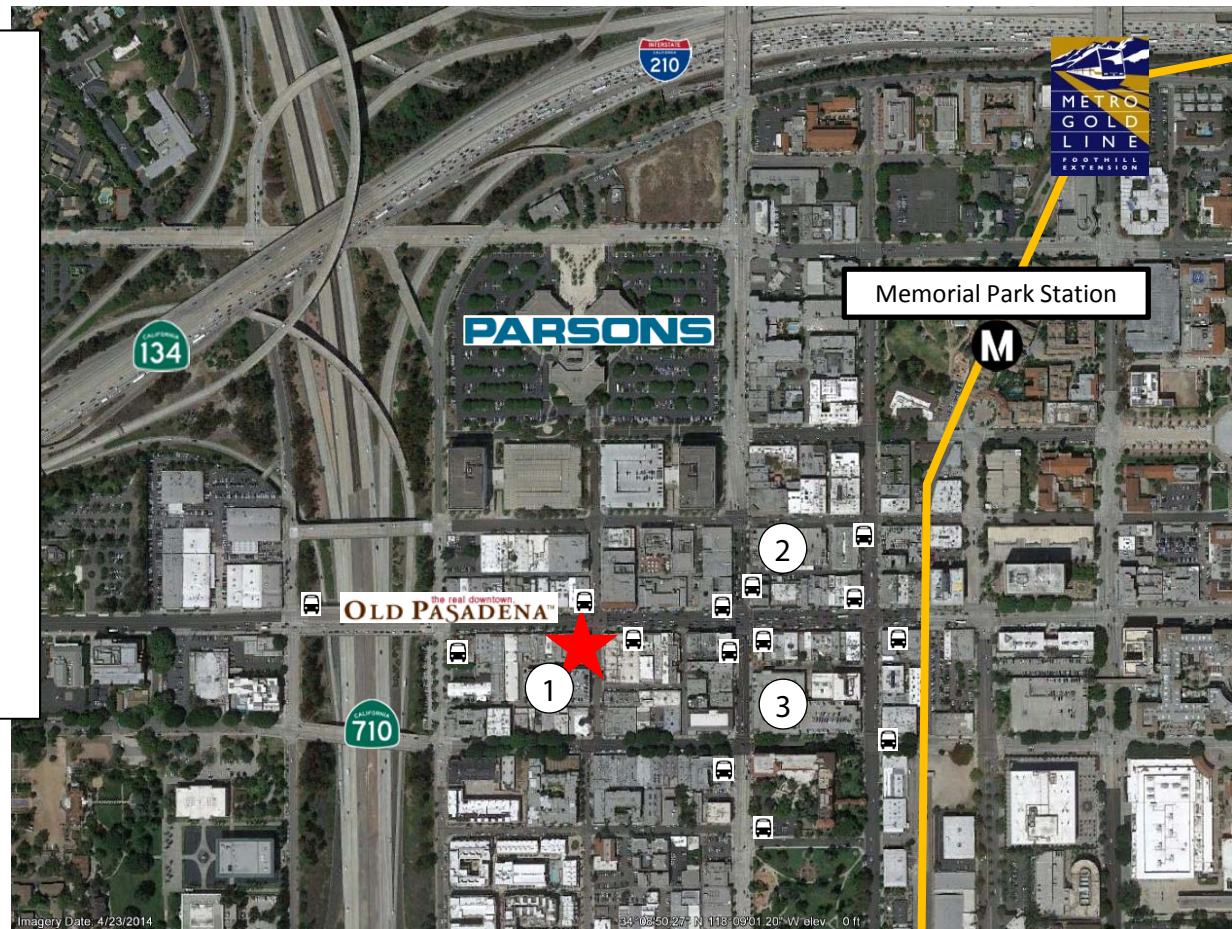 INTERSTATE
CALIFORNIA
210
METRO
GOLD
LINE
FOOTHILL
EXTENSION
Memorial Park Station
M
PARSONS
CALIFORNIA
134
2
the real downtown.
OLD PASADENA™
1
3
CALIFORNIA
710
Imagery Date: 4/23/2014
34°08'50.27" N 118°09'01.20" W elev 0 ft